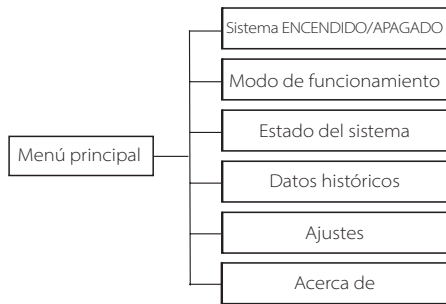 Sistema ENCENDIDO/APAGADO
Modo de funcionamiento
Estado del sistema
Menú principal
Datos históricos
Ajustes
Acerca de